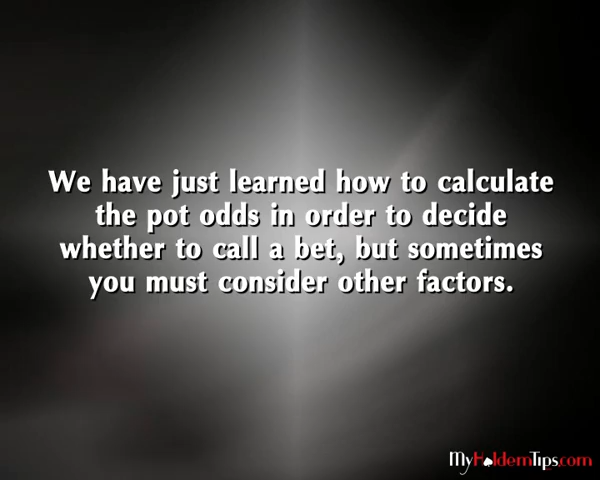 We have just learned how to calculate
the pot odds in order to decide
whether to call a bet, but sometimes
you must consider other factors.
MyHoldemTips.com